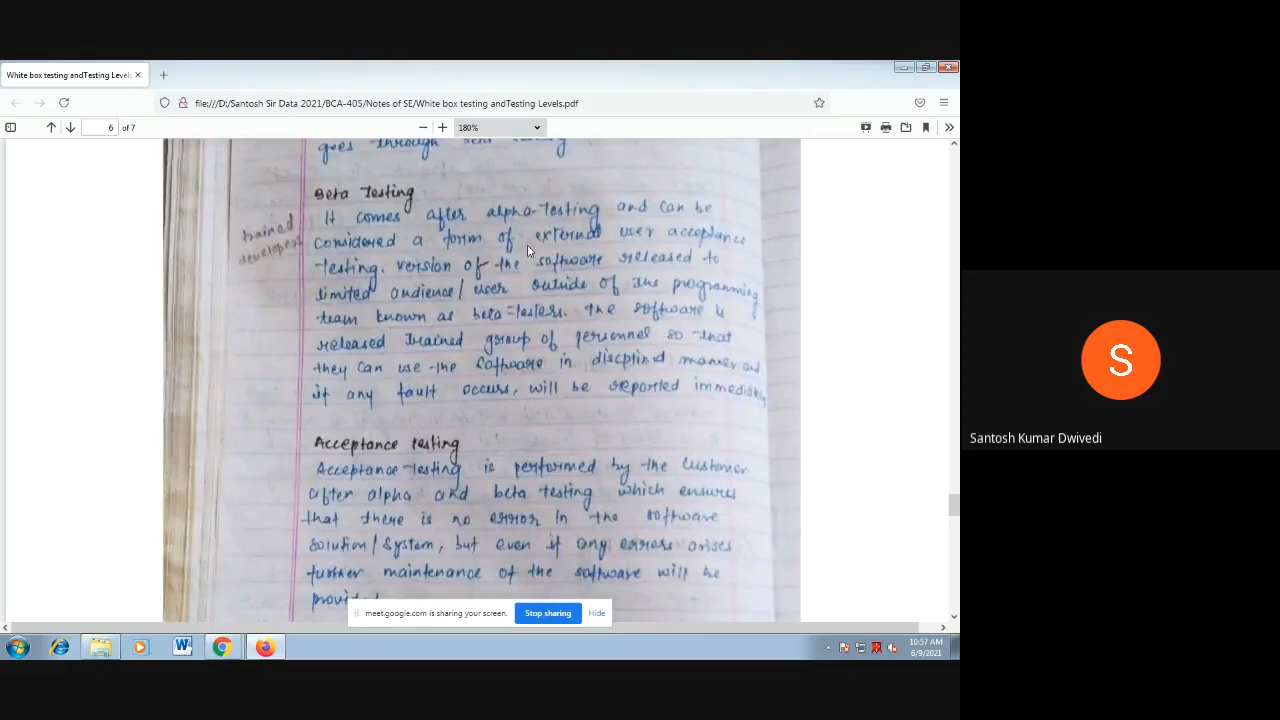 White box testing andTesting Levels
file:///D:/Santosh Sir Data 2021/BCA-405/Notes of SE/White box testing andTesting Levels.pdf
6 of 7
180%
goes through beta testing
Beta Testing
It comes after alpha-Testing and can be
trained
developers
considered a form of external user acceptance
Testing. version of the software released to
limited audience/user outside of the programming
team known as beta-Testers. The software is
released Trained group of personnel so that
they can use the software in discplind manner and
if any fault occurs, will be reported immediately
Acceptance Testing
Acceptance-Testing is performed by the customer
after alpha and beta testing which ensures
that there is no error in the software
solution/system, but even if any errors arises
further maintenance of the software will be
provided
meet.google.com is sharing your screen.
Stop sharing
Hide
10:57 AM
6/9/2021
S
Santosh Kumar Dwivedi